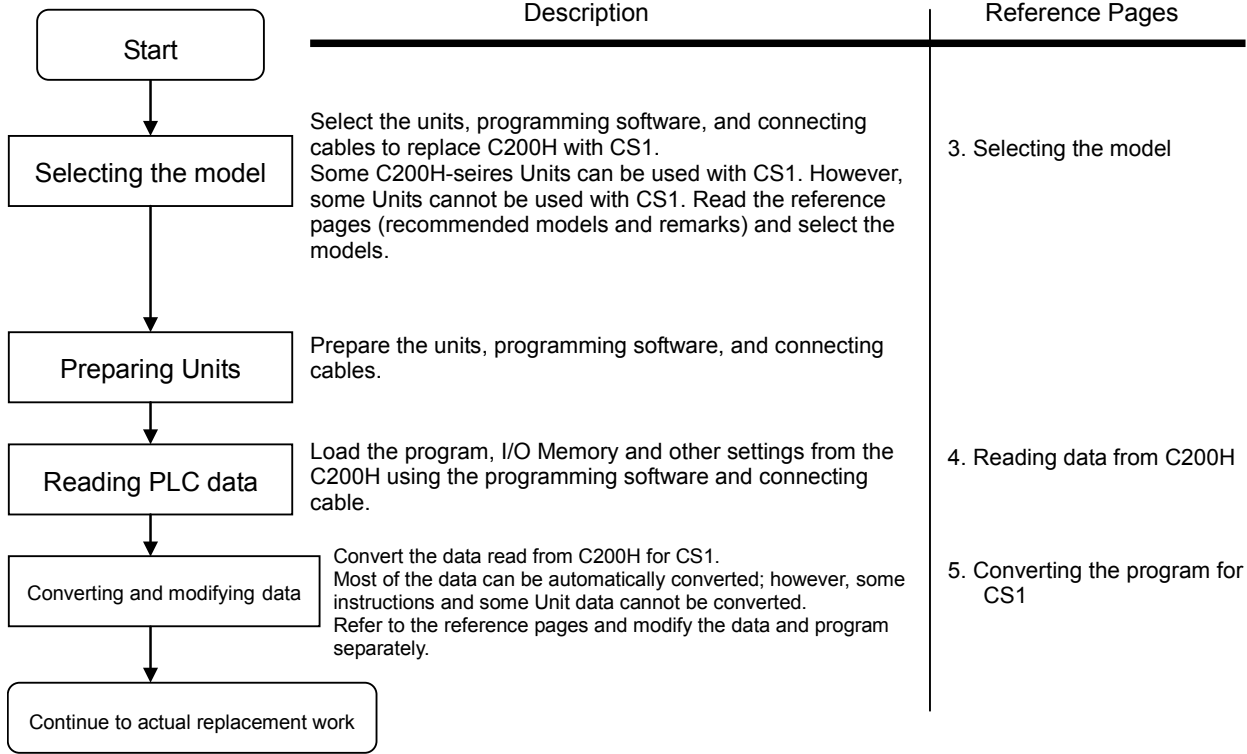 Description
Reference Pages
Start
Selecting the model
Select the units, programming software, and connecting
cables to replace C200H with CS1.
Some C200H-seires Units can be used with CS1. However,
some Units cannot be used with CS1. Read the reference
pages (recommended models and remarks) and select the
models.
3. Selecting the model
Preparing Units
Prepare the units, programming software, and connecting
cables.
Reading PLC data
Load the program, I/O Memory and other settings from the
C200H using the programming software and connecting
cable.
4. Reading data from C200H
Converting and modifying data
Convert the data read from C200H for CS1.
Most of the data can be automatically converted; however, some
instructions and some Unit data cannot be converted.
Refer to the reference pages and modify the data and program
separately.
5. Converting the program for
CS1
Continue to actual replacement work